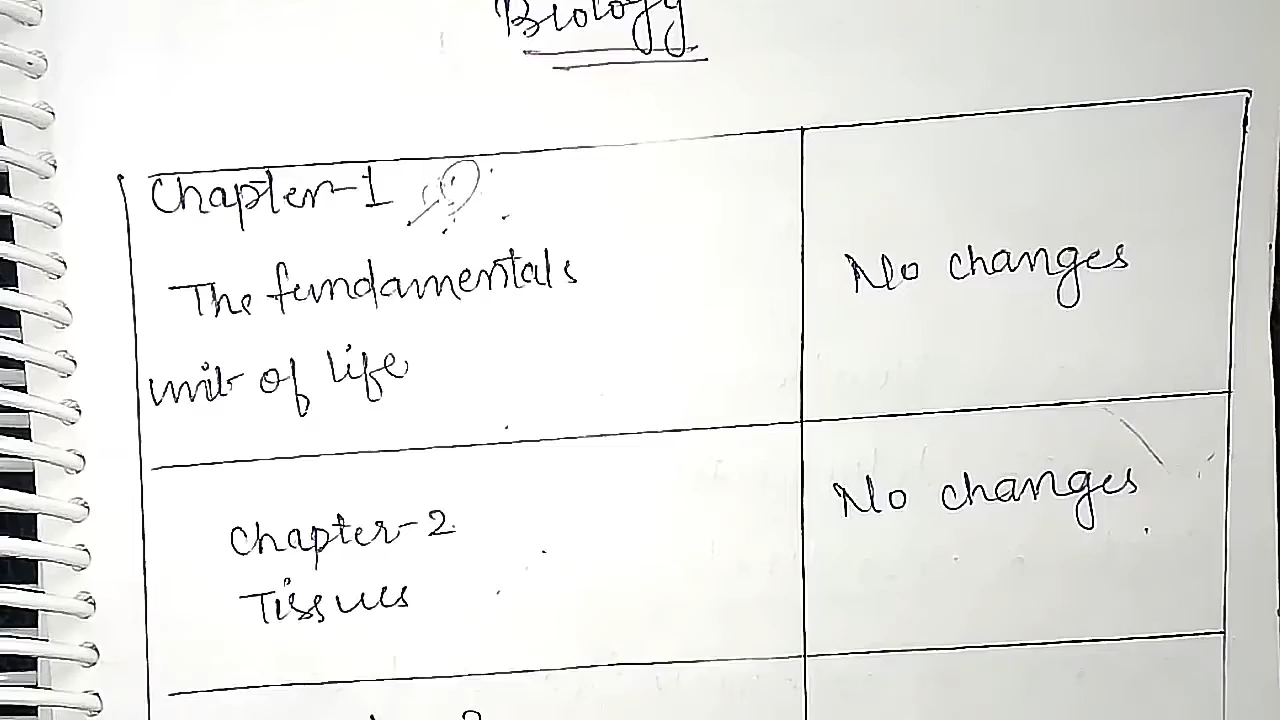 Biology
Chapter-1
The fundamentals
unit of life
No changes
Chapter-2
Tissues
No changes